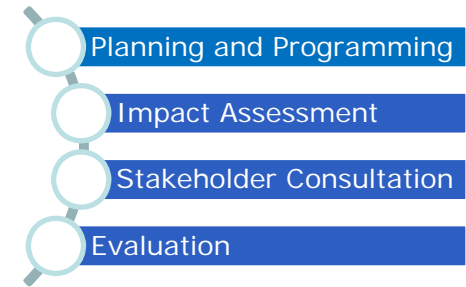 Planning and Programming
Impact Assessment
Stakeholder Consultation
Evaluation